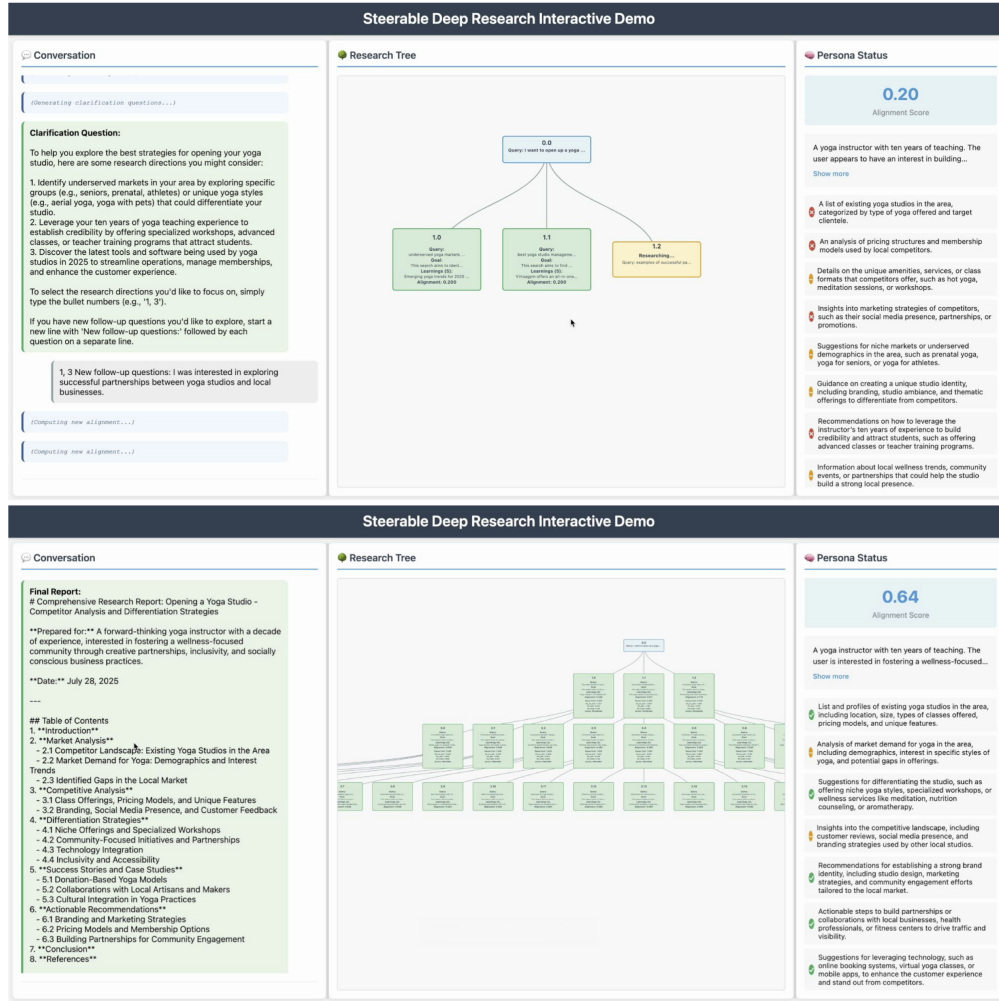 Steerable Deep Research Interactive Demo
Conversation
(Generating clarification questions...)
Clarification Question:
To help you explore the best strategies for opening your yoga
studio, here are some research directions you might consider:
1. Identify underserved markets in your area by exploring specific
groups (e.g., seniors, prenatal, athletes) or unique yoga styles
(e.g., aerial yoga, yoga with pets) that could differentiate your
studio.
2. Leverage your ten years of yoga teaching experience to
establish credibility by offering specialized workshops, advanced
classes, or teacher training programs that attract students.
3. Discover the latest tools and software being used by yoga
studios in 2025 to streamline operations, manage memberships,
and enhance the customer experience.
To select the research directions you'd like to focus on, simply
type the bullet numbers (e.g., '1, 3').
If you have new follow-up questions you'd like to explore, start a
new line with 'New follow-up questions:' followed by each
question on a separate line.
1, 3 New follow-up questions: I was interested in exploring
successful partnerships between yoga studios and local
businesses.
(Computing new alignment...)
(Computing new alignment...)
Research Tree
0.0
Query: I want to open up a yoga ...
1.0
Query:
underserved yoga markets ...
Goal:
This search aims to identi...
Learnings (5):
Emerging yoga trends for 2025 ...
Alignment: 0.200
1.1
Query:
best yoga studio manageme...
Goal:
This search aims to find ...
Learnings (5):
Fitsuagem offers an all-in-one...
Alignment: 0.200
1.2
Researching...
Query: examples of successful pa...
Persona Status
0.20
Alignment Score
A yoga instructor with ten years of teaching. The
user appears to have an interest in building...
Show more
A list of existing yoga studios in the area,
categorized by type of yoga offered and target
clientele.
An analysis of pricing structures and membership
models used by local competitors.
Details on the unique amenities, services, or class
formats that competitors offer, such as hot yoga,
meditation sessions, or workshops.
Insights into marketing strategies of competitors,
such as their social media presence, partnerships, or
promotions.
Suggestions for niche markets or underserved
demographics in the area, such as prenatal yoga,
yoga for seniors, or yoga for athletes.
Guidance on creating a unique studio identity,
including branding, studio ambiance, and thematic
offerings to differentiate from competitors.
Recommendations on how to leverage the
instructor's ten years of experience to build
credibility and attract students, such as offering
advanced classes or teacher training programs.
Information about local wellness trends, community
events, or partnerships that could help the studio
build a strong local presence.
Steerable Deep Research Interactive Demo
Conversation
Final Report:
# Comprehensive Research Report: Opening a Yoga Studio -
Competitor Analysis and Differentiation Strategies
**Prepared for:** A forward-thinking yoga instructor with a decade
of experience, interested in fostering a wellness-focused
community through creative partnerships, inclusivity, and socially
conscious business practices.
**Date:** July 28, 2025
---
## Table of Contents
1. **Introduction**
2. **Market Analysis**
- 2.1 Competitor Landscape: Existing Yoga Studios in the Area
- 2.2 Market Demand for Yoga: Demographics and Interest
Trends
- 2.3 Identified Gaps in the Local Market
3. **Competitive Analysis**
- 3.1 Class Offerings, Pricing Models, and Unique Features
- 3.2 Branding, Social Media Presence, and Customer Feedback
4. **Differentiation Strategies**
- 4.1 Niche Offerings and Specialized Workshops
- 4.2 Community-Focused Initiatives and Partnerships
- 4.3 Technology Integration
- 4.4 Inclusivity and Accessibility
5. **Success Stories and Case Studies**
- 5.1 Donation-Based Yoga Models
- 5.2 Collaborations with Local Artisans and Makers
- 5.3 Cultural Integration in Yoga Practices
6. **Actionable Recommendations**
- 6.1 Branding and Marketing Strategies
- 6.2 Pricing Models and Membership Options
- 6.3 Building Partnerships for Community Engagement
7. **Conclusion**
8. **References**
Research Tree
Persona Status
0.64
Alignment Score
A yoga instructor with ten years of teaching. The
user is interested in fostering a wellness-focused...
Show more
List and profiles of existing yoga studios in the area,
including location, size, types of classes offered,
pricing models, and unique features.
Analysis of market demand for yoga in the area,
including demographics, interest in specific styles of
yoga, and potential gaps in offerings.
Suggestions for differentiating the studio, such as
offering niche yoga styles, specialized workshops, or
wellness services like meditation, nutrition
counseling, or aromatherapy.
Insights into the competitive landscape, including
customer reviews, social media presence, and
branding strategies used by other local studios.
Recommendations for establishing a strong brand
identity, including studio design, marketing
strategies, and community engagement efforts
tailored to the local market.
Actionable steps to build partnerships or
collaborations with local businesses, health
professionals, or fitness centers to drive traffic and
visibility.
Suggestions for leveraging technology, such as
online booking systems, virtual yoga classes, or
mobile apps, to enhance the customer experience
and stand out from competitors.